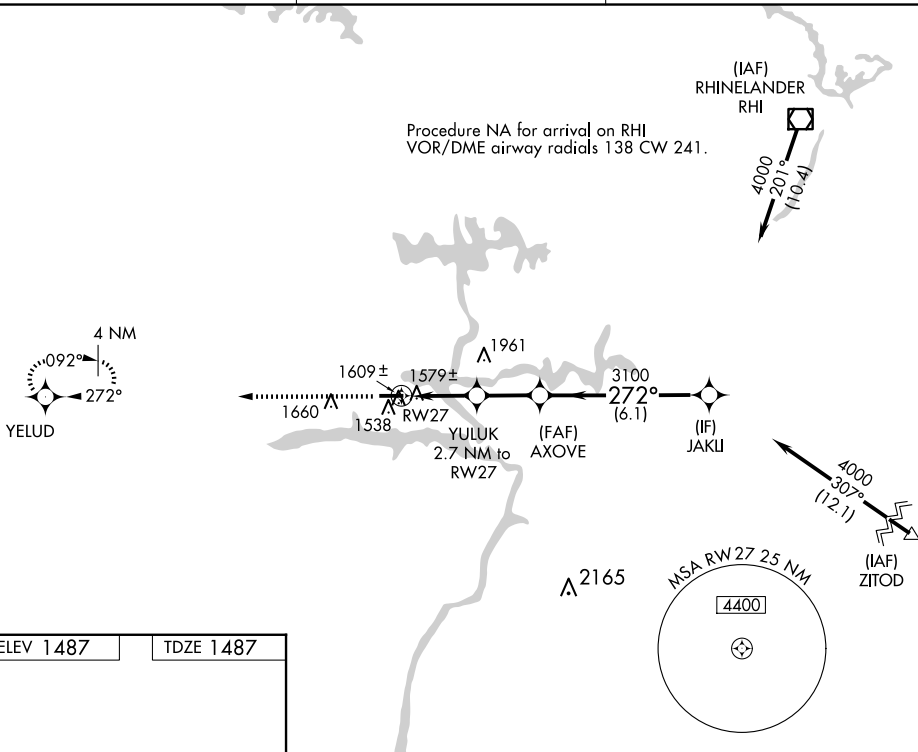 (IAF)
RHINELANDER
RHI
Procedure NA for arrival on RHI
VOR/DME airway radials 138 CW 241.
4000
201°
(10.4)
4 NM
092°
272°
YELUD
1961
1609 ±
1579 ±
1660
1538
RW27
YULUK
2.7 NM to
RW27
(FAF)
AXOVE
3100
272°
(6.1)
(IF)
JAKLI
4000
307°
(12.1)
(IAF)
ZITOD
2165
MSA RW27 25 NM
4400
ELEV 1487
TDZE 1487